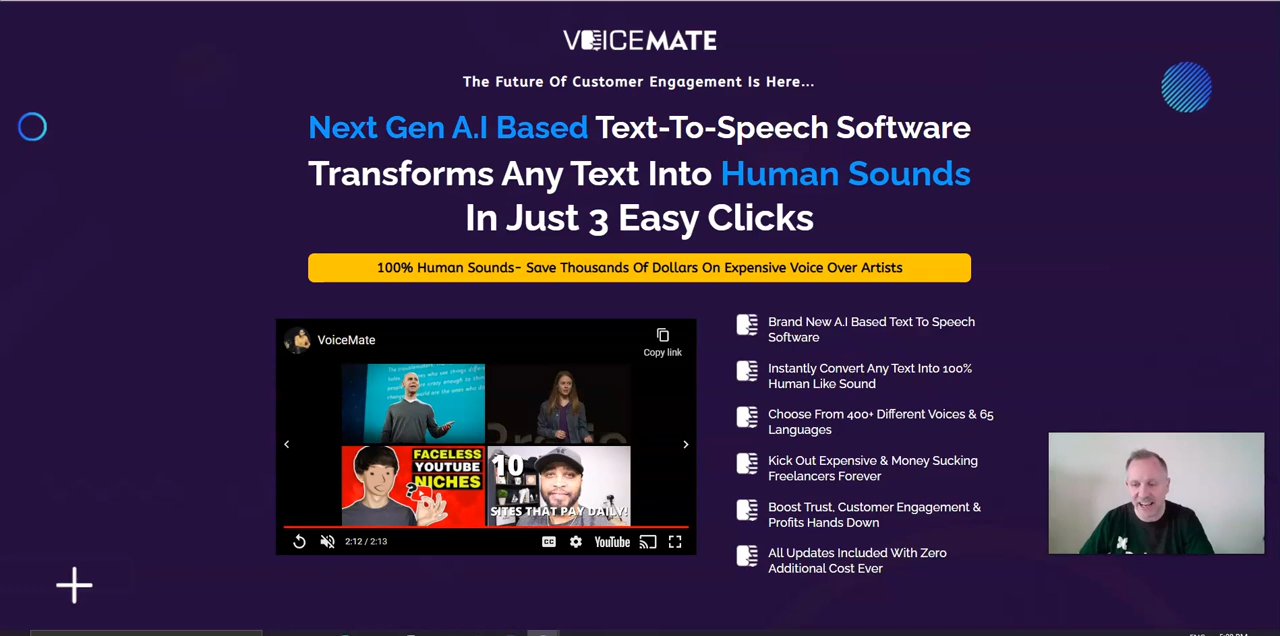 VOICEMATE
The Future Of Customer Engagement Is Here...
Next Gen A.I Based Text-To-Speech Software
Transforms Any Text Into Human Sounds
In Just 3 Easy Clicks
100% Human Sounds- Save Thousands Of Dollars On Expensive Voice Over Artists
VoiceMate
Copy link
FACELESS
YOUTUBE
NICHES
10
SITES THAT PAY DAILY!
2:12 / 2:13
CC
YouTube
Brand New A.I Based Text To Speech
Software
Instantly Convert Any Text Into 100%
Human Like Sound
Choose From 400+ Different Voices & 65
Languages
Kick Out Expensive & Money Sucking
Freelancers Forever
Boost Trust, Customer Engagement &
Profits Hands Down
All Updates Included With Zero
Additional Cost Ever